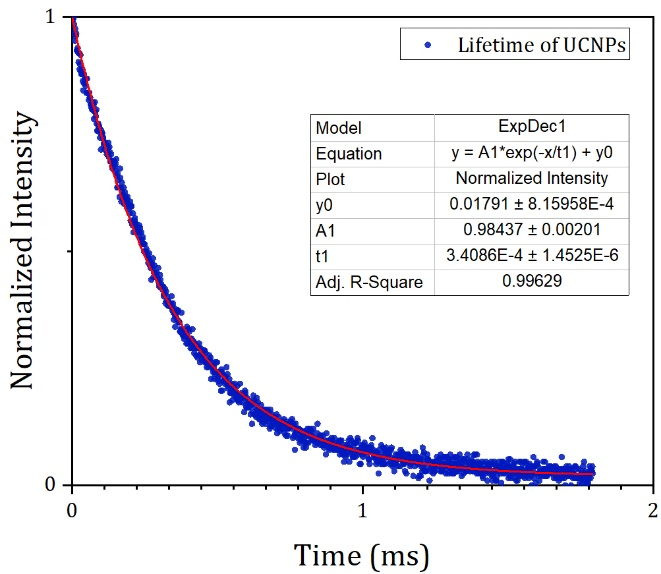 1
Lifetime of UCNPs
Model ExpDec1
Equation y = A1*exp(-x/t1) + y0
Plot Normalized Intensity
y0 0.01791 ± 8.15958E-4
A1 0.98437 ± 0.00201
t1 3.4086E-4 ± 1.4525E-6
Adj. R-Square 0.99629
Normalized Intensity
0
0 1 2
Time (ms)